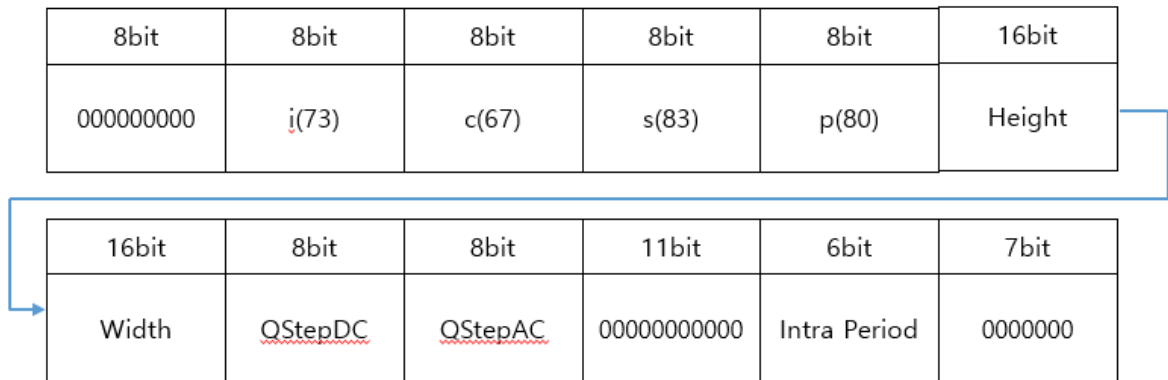 8bit 8bit 8bit 8bit 8bit 16bit
000000000 i(73) c(67) s(83) p(80) Height
16bit 8bit 8bit 11bit 6bit 7bit
Width QStepDC QStepAC 00000000000 Intra Period 0000000